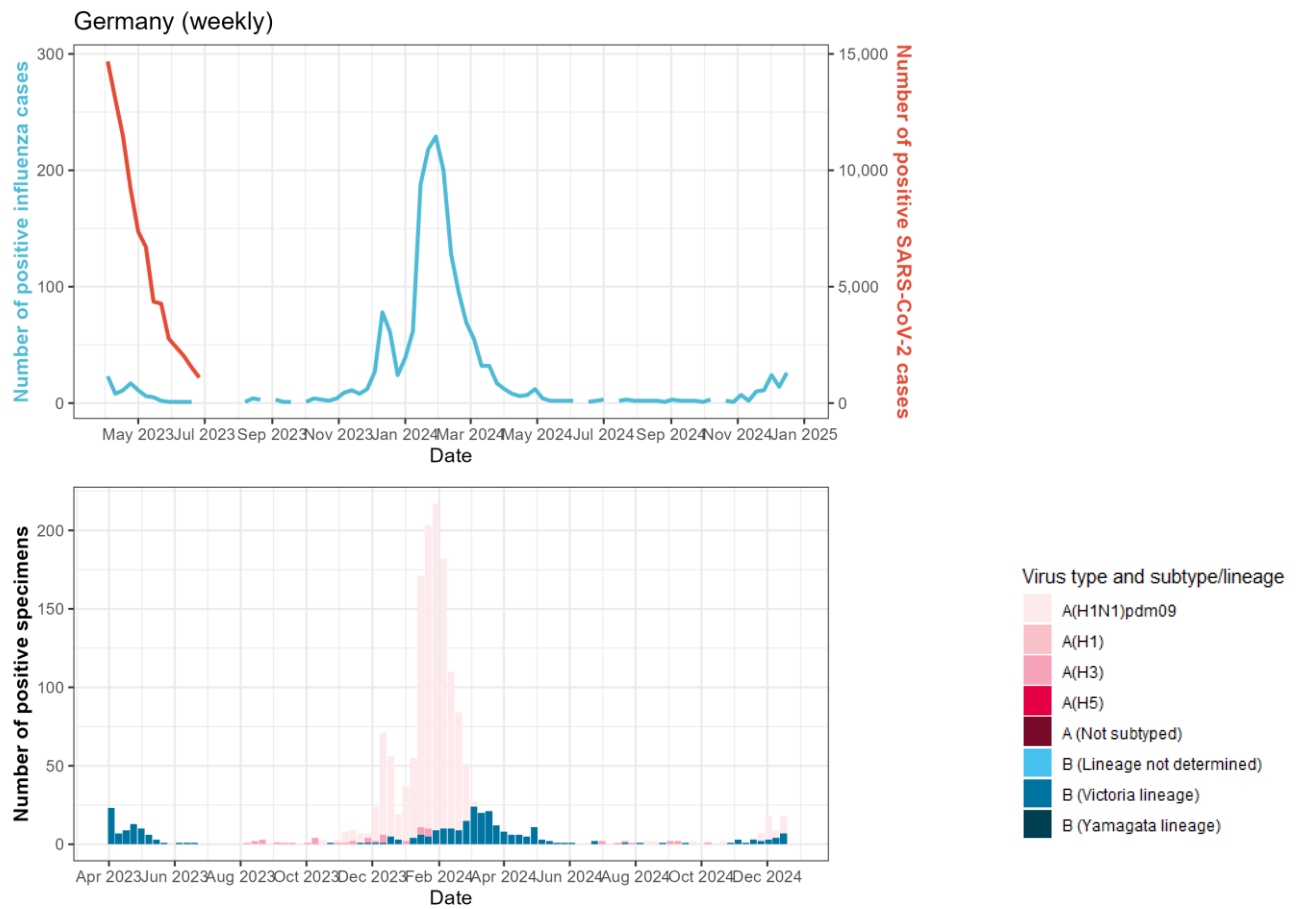 Germany (weekly)
Number of positive influenza cases
300
200
100
0
15,000
10,000
5,000
0
Number of positive SARS-CoV-2 cases
May 2023 Jul 2023 Sep 2023 Nov 2023 Jan 2024 Mar 2024 May 2024 Jul 2024 Sep 2024 Nov 2024 Jan 2025
Date
Number of positive specimens
200
150
100
50
0
Apr 2023 Jun 2023 Aug 2023 Oct 2023 Dec 2023 Feb 2024 Apr 2024 Jun 2024 Aug 2024 Oct 2024 Dec 2024
Date
Virus type and subtype/lineage
A(H1N1)pdm09
A(H1)
A(H3)
A(H5)
A (Not subtyped)
B (Lineage not determined)
B (Victoria lineage)
B (Yamagata lineage)